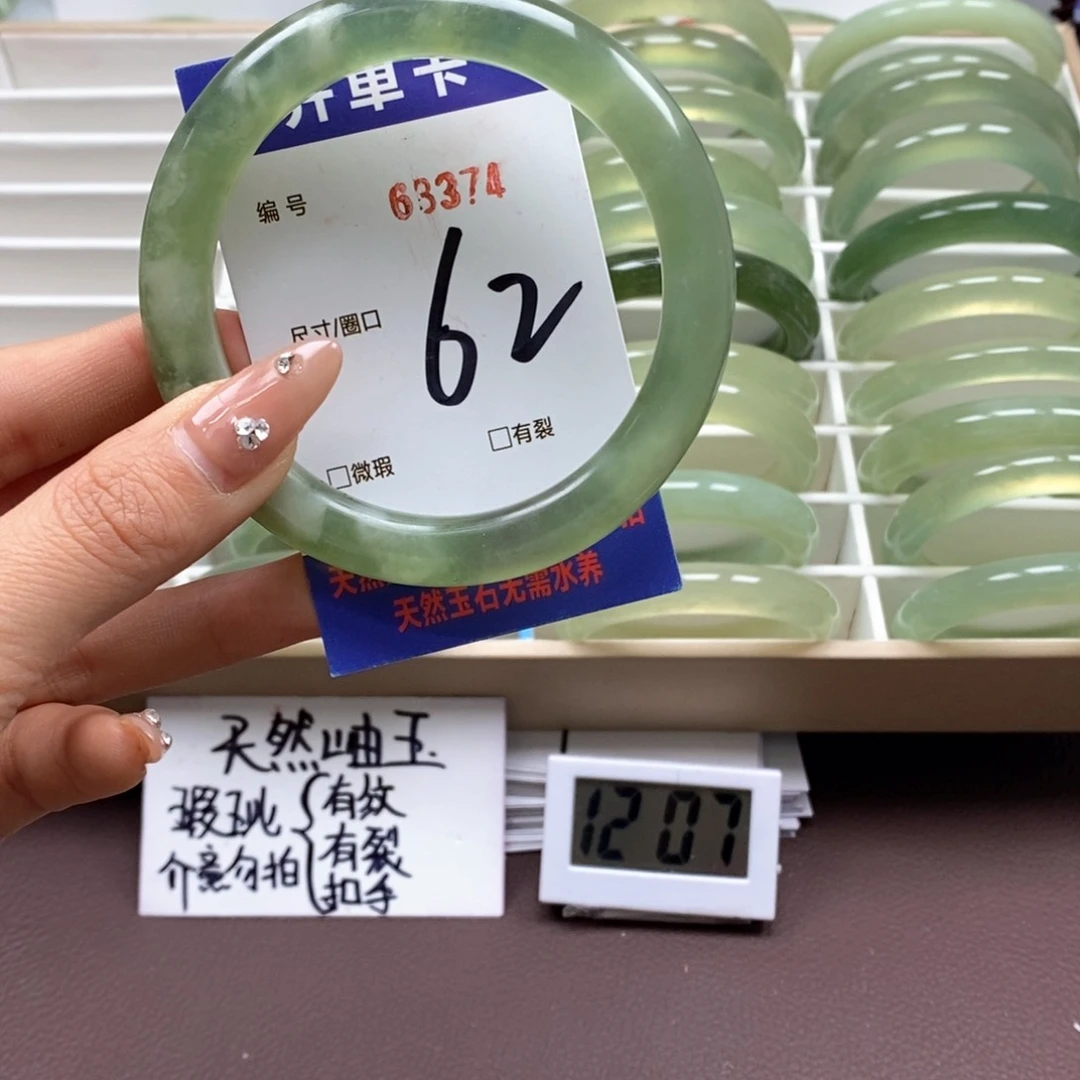 开单卡
编号 63374
尺寸/圈口 62
□微瑕 □有裂
天然玉石无需水养
天然岫玉
瑕玼
介意勿拍
有纹
有裂
扣手
12 07